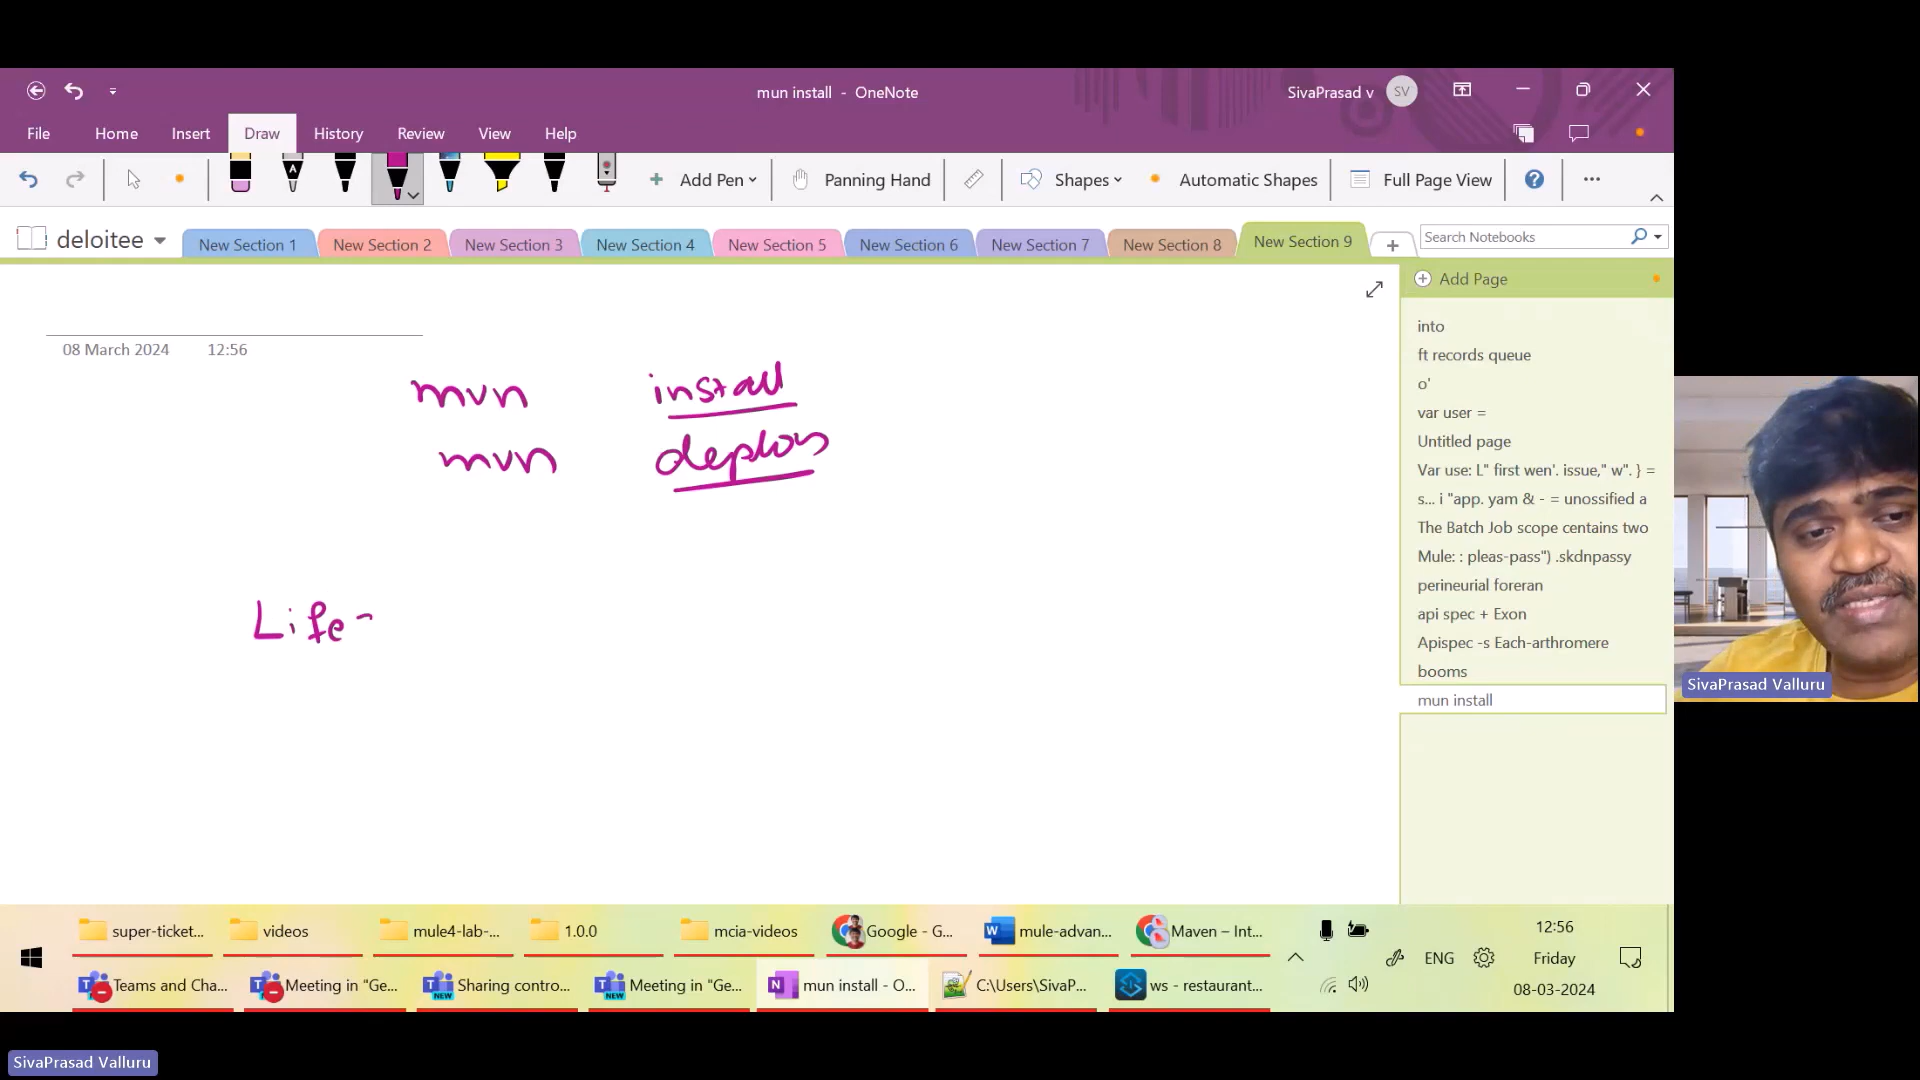 mun install - OneNote
SivaPrasad v SV
File Home Insert Draw History Review View Help
A Add Pen Panning Hand Shapes Automatic Shapes Full Page View ? ...
deloitee New Section 1 New Section 2 New Section 3 New Section 4 New Section 5 New Section 6 New Section 7 New Section 8 New Section 9 + Search Notebooks
Add Page
08 March 2024 12:56
mvn install
mvn deploy
Life -
into
ft records queue
o'
var user =
Untitled page
Var use: L" first wen'. issue," w". } =
s... i "app. yam & - = unossified a
The Batch Job scope centains two
Mule: : pleas-pass") .skdnpassy
perineurial foreran
api spec + Exon
Apispec -s Each-arthromere
booms
mun install
SivaPrasad Valluru
super-ticket... videos mule4-lab-... 1.0.0 mcia-videos Google - G... mule-advan... Maven – Int...
Teams and Cha... Meeting in "Ge... Sharing contro... Meeting in "Ge... mun install - O... C:\Users\SivaP... ws - restaurant...
ENG
12:56
Friday
08-03-2024
SivaPrasad Valluru